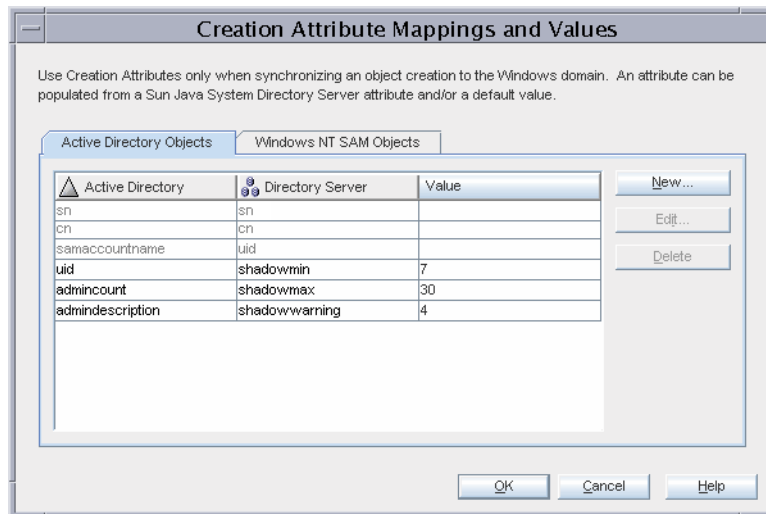 Creation Attribute Mappings and Values
Use Creation Attributes only when synchronizing an object creation to the Windows domain. An attribute can be
populated from a Sun Java System Directory Server attribute and/or a default value.
Active Directory Objects Windows NT SAM Objects
Active Directory Directory Server Value
sn sn
cn cn
samaccountname uid
uid shadowmin 7
admincount shadowmax 30
admindescription shadowwarning 4
New...
Edit...
Delete
OK Cancel Help